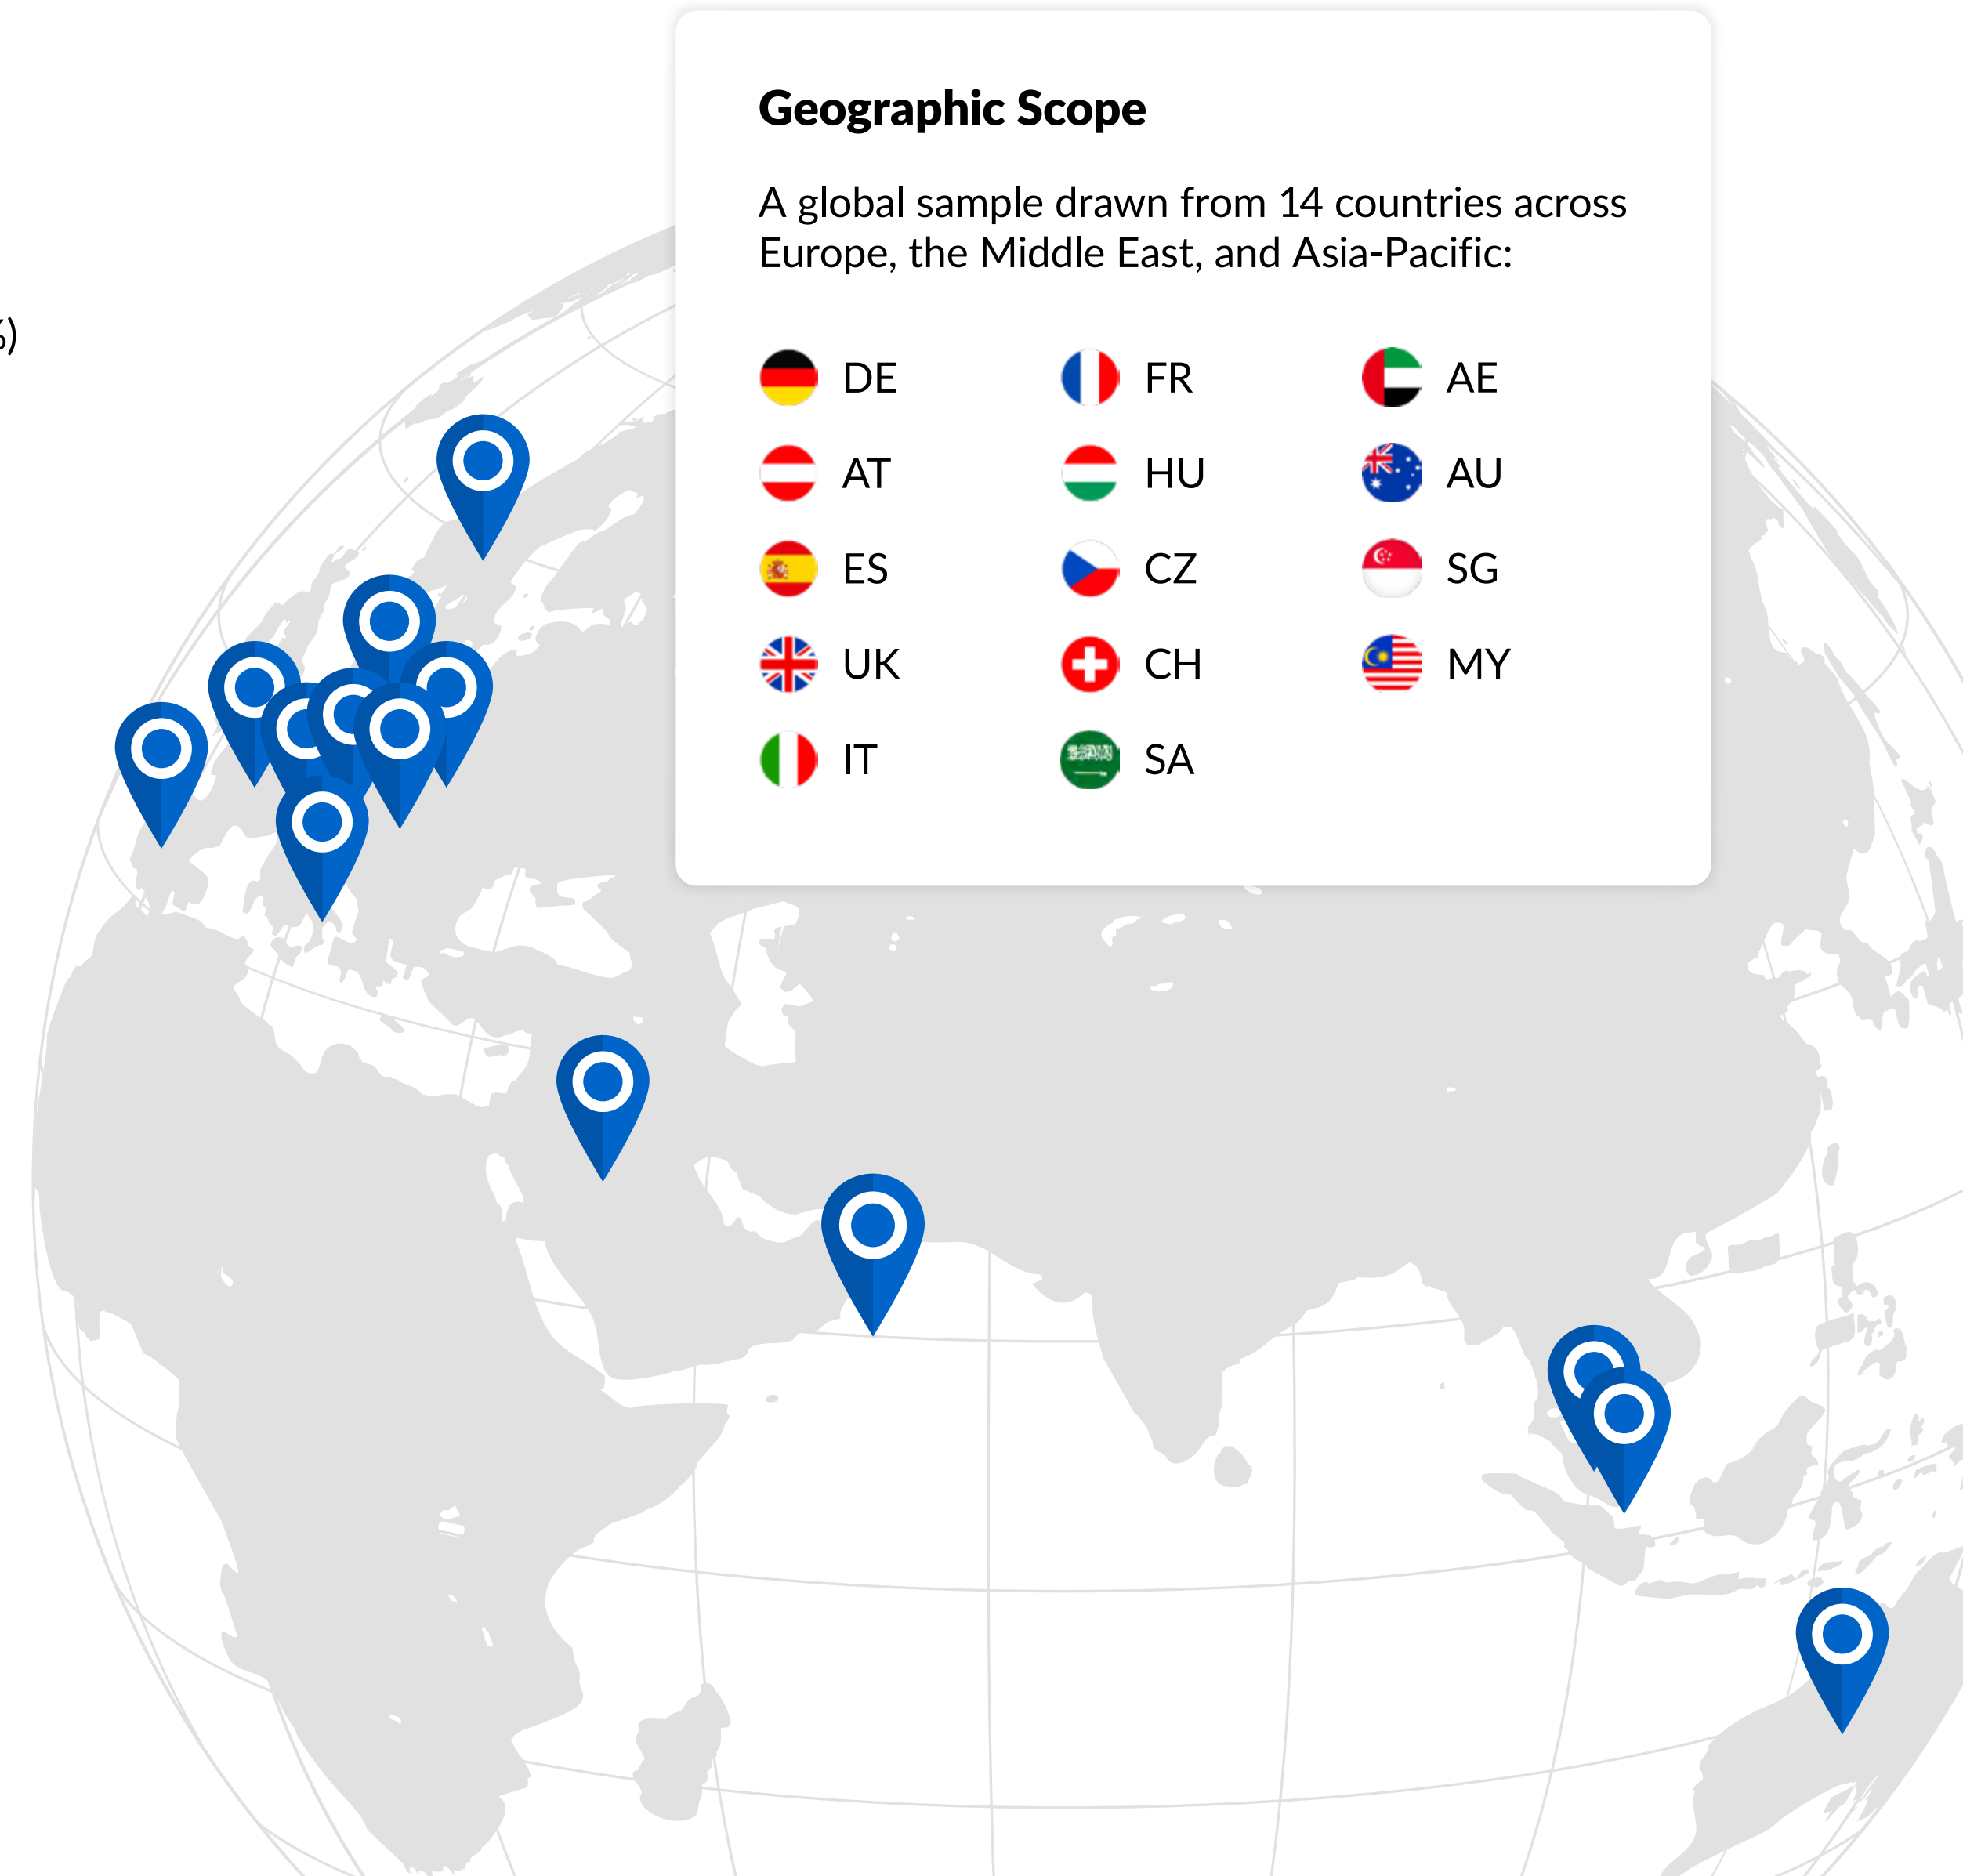 Geographic Scope
A global sample drawn from 14 countries across
Europe, the Middle East, and Asia-Pacific:
%)
DE FR AE
AT HU AU
ES CZ SG
UK CH MY
IT SA